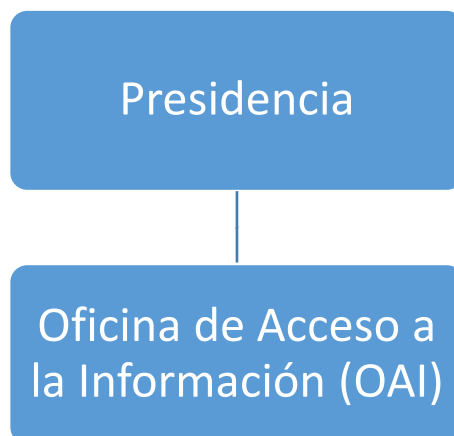 Presidencia
Oficina de Acceso a
la Información (OAI)